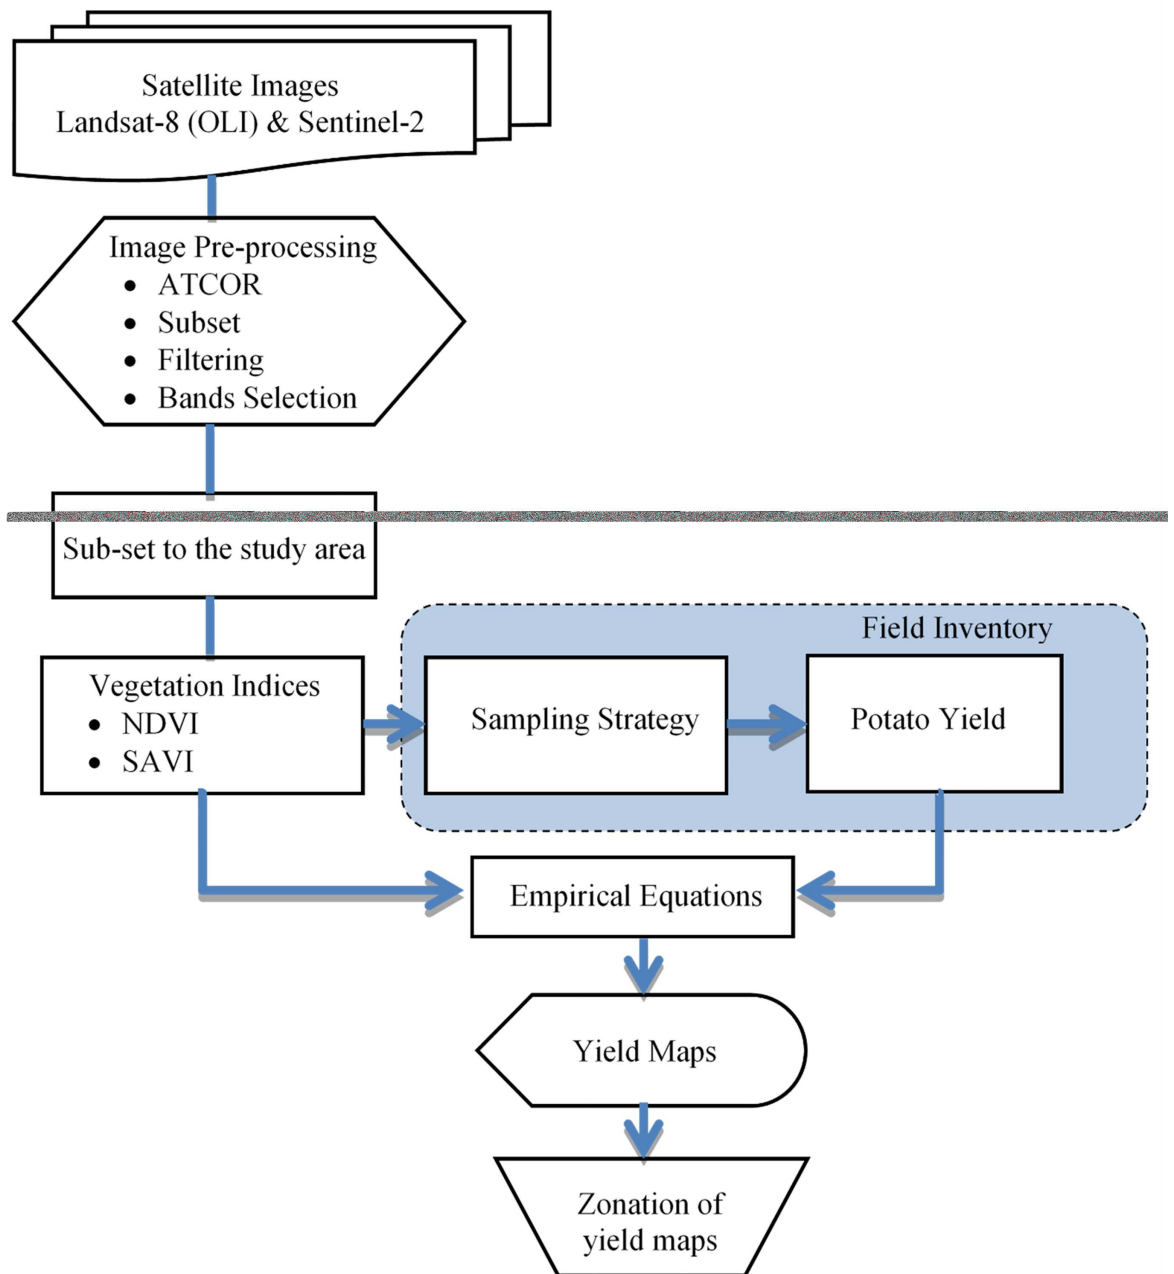 Satellite Images
Landsat-8 (OLI) & Sentinel-2
Image Pre-processing
• ATCOR
• Subset
• Filtering
• Bands Selection
Sub-set to the study area
Field Inventory
Vegetation Indices
• NDVI
• SAVI
Sampling Strategy
Potato Yield
Empirical Equations
Yield Maps
Zonation of
yield maps